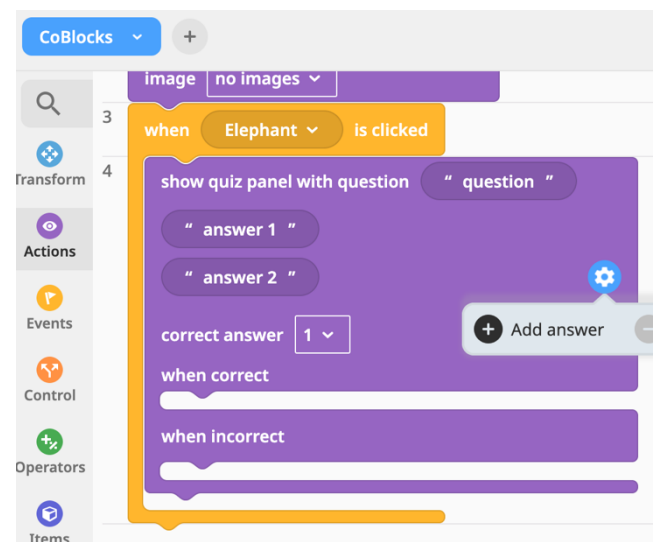 CoBlocks
+
image no images
3
when Elephant is clicked
4
show quiz panel with question “ question ”
“ answer 1 ”
“ answer 2 ”
Transform
Actions
Add answer
Events
correct answer 1
when correct
Control
when incorrect
Operators
Items